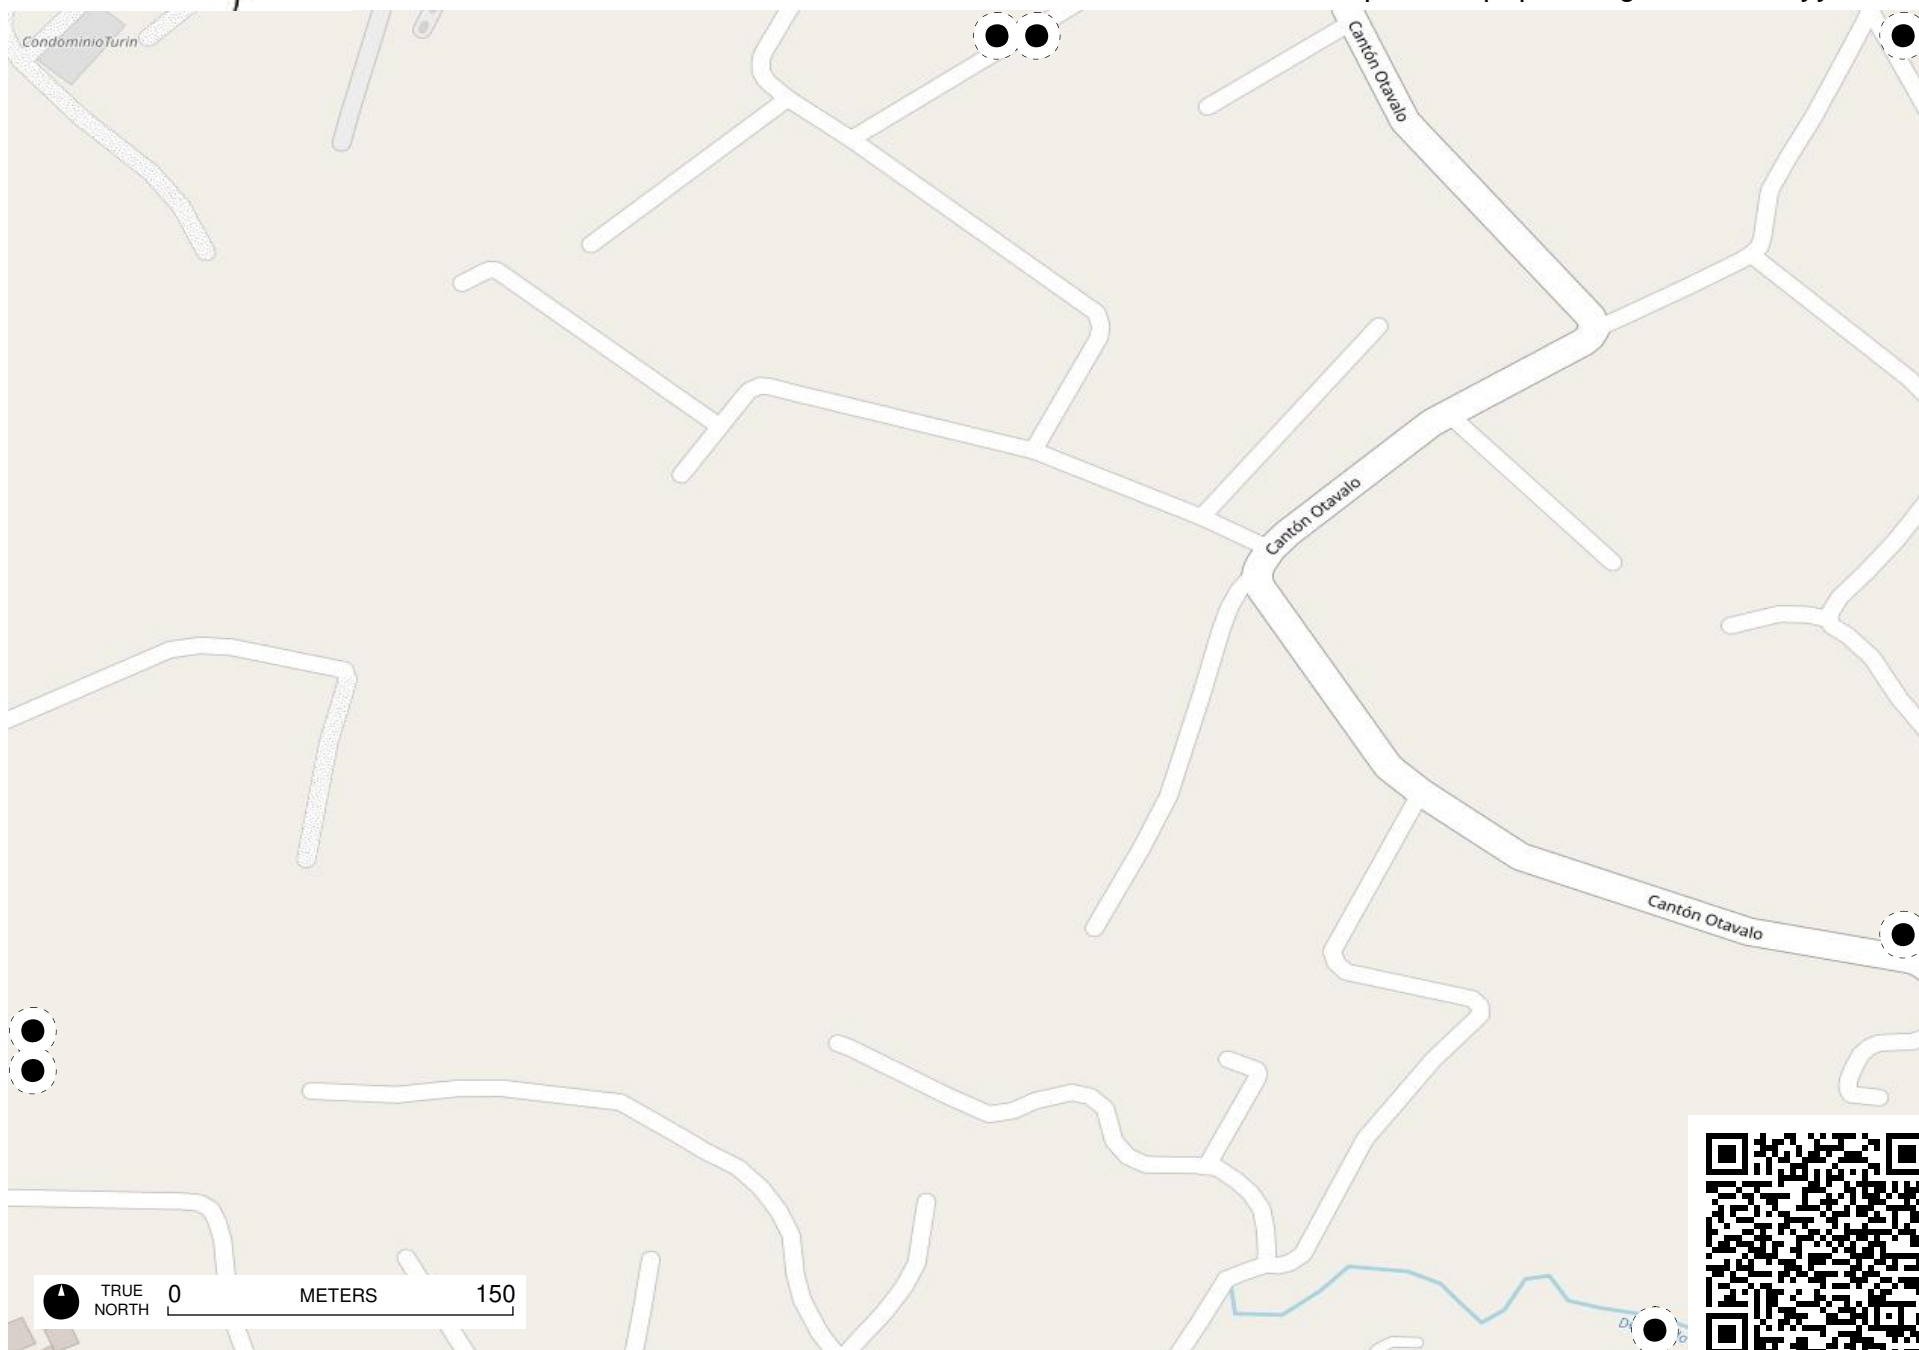 CondominioTurin
Cantón Otavalo
Cantón Otavalo
Cantón Otavalo
TRUE
NORTH
0 METERS 150